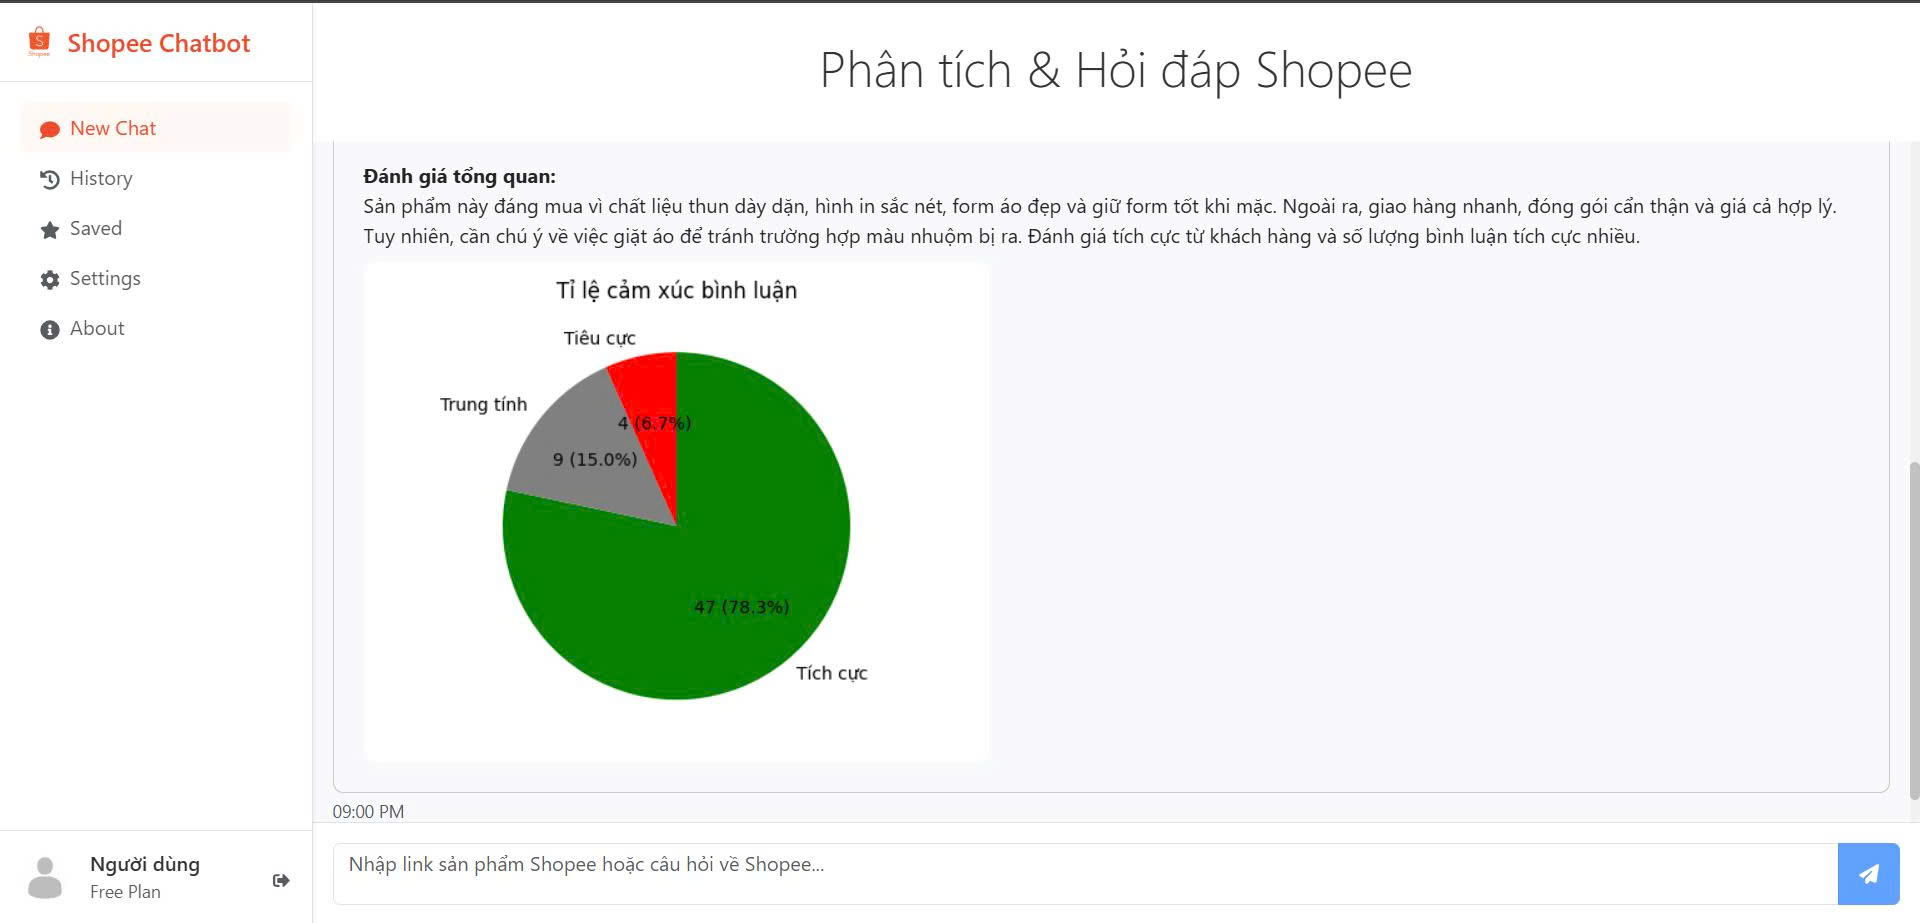 Shopee
Shopee Chatbot
New Chat
History
Saved
Settings
About
Người dùng
Free Plan
Phân tích & Hỏi đáp Shopee
Đánh giá tổng quan:
Sản phẩm này đáng mua vì chất liệu thun dày dặn, hình in sắc nét, form áo đẹp và giữ form tốt khi mặc. Ngoài ra, giao hàng nhanh, đóng gói cẩn thận và giá cả hợp lý.
Tuy nhiên, cần chú ý về việc giặt áo để tránh trường hợp màu nhuộm bị ra. Đánh giá tích cực từ khách hàng và số lượng bình luận tích cực nhiều.
Tỉ lệ cảm xúc bình luận
Tiêu cực
Trung tính
4 (6.7%)
9 (15.0%)
47 (78.3%)
Tích cực
09:00 PM
Nhập link sản phẩm Shopee hoặc câu hỏi về Shopee...